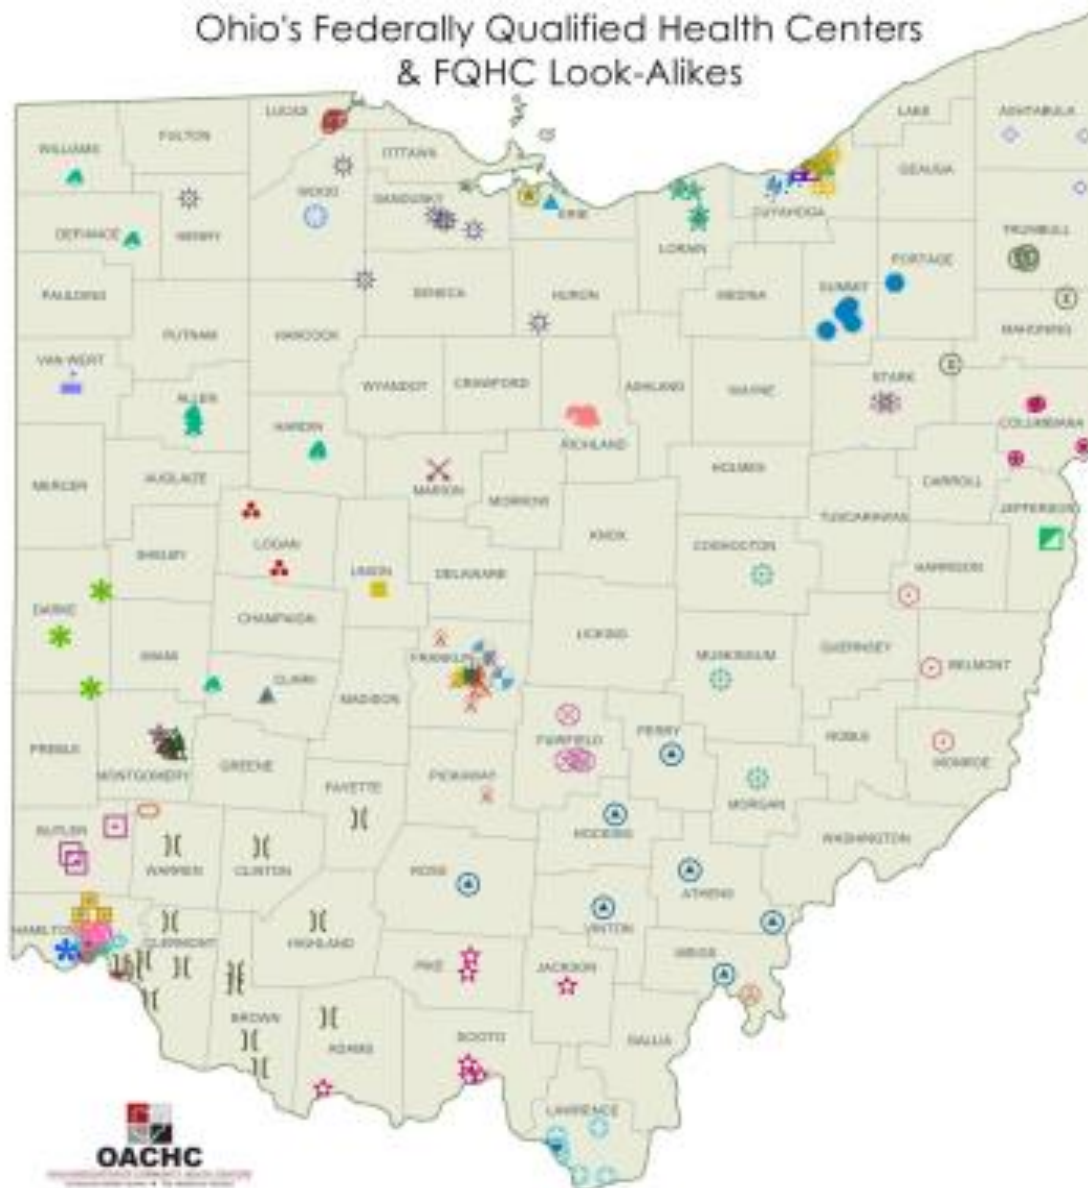 Ohio's Federally Qualified Health Centers
& FQHC Look-Alikes
LAKE
ASHTABULA
LUCAS
FULTON
WILLIAMS
OTTAWA
GEAUGA
WOOD
SANDUSKY
ERIE
CUYAHOGA
DEFIANCE
HENRY
LORAIN
TRUMBULL
PORTAGE
SUMMIT
MEDINA
PAULDING
SENECA
HURON
MAHONING
PUTNAM
HANCOCK
VAN WERT
WYANDOT
CRAWFORD
ASHLAND
WAYNE
STARK
ALLEN
HARDIN
RICHLAND
COLUMBIANA
HOLMES
MERCER
AUGLAIZE
MARION
MORROW
CARROLL
JEFFERSON
TUSCARAWAS
KNOX
COSHOCTON
LOGAN
SHELBY
UNION
DELAWARE
HARRISON
DARKE
CHAMPAIGN
LICKING
GUERNSEY
MIAMI
FRANKLIN
MUSKINGUM
BELMONT
CLARK
MADISON
FAIRFIELD
PERRY
NOBLE
PREBLE
MONTGOMERY
GREENE
PICKAWAY
MONROE
FAYETTE
MORGAN
BUTLER
HOCKING
WASHINGTON
WARREN
CLINTON
ROSS
ATHENS
HAMILTON
CLERMONT
HIGHLAND
VINTON
PIKE
JACKSON
MEIGS
BROWN
ADAMS
SCIOTO
GALLIA
LAWRENCE
OACHC